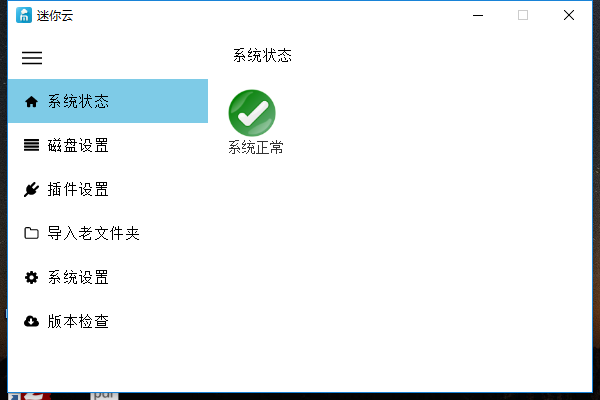 迷你云
系统状态
系统状态
系统正常
磁盘设置
插件设置
导入老文件夹
系统设置
版本检查